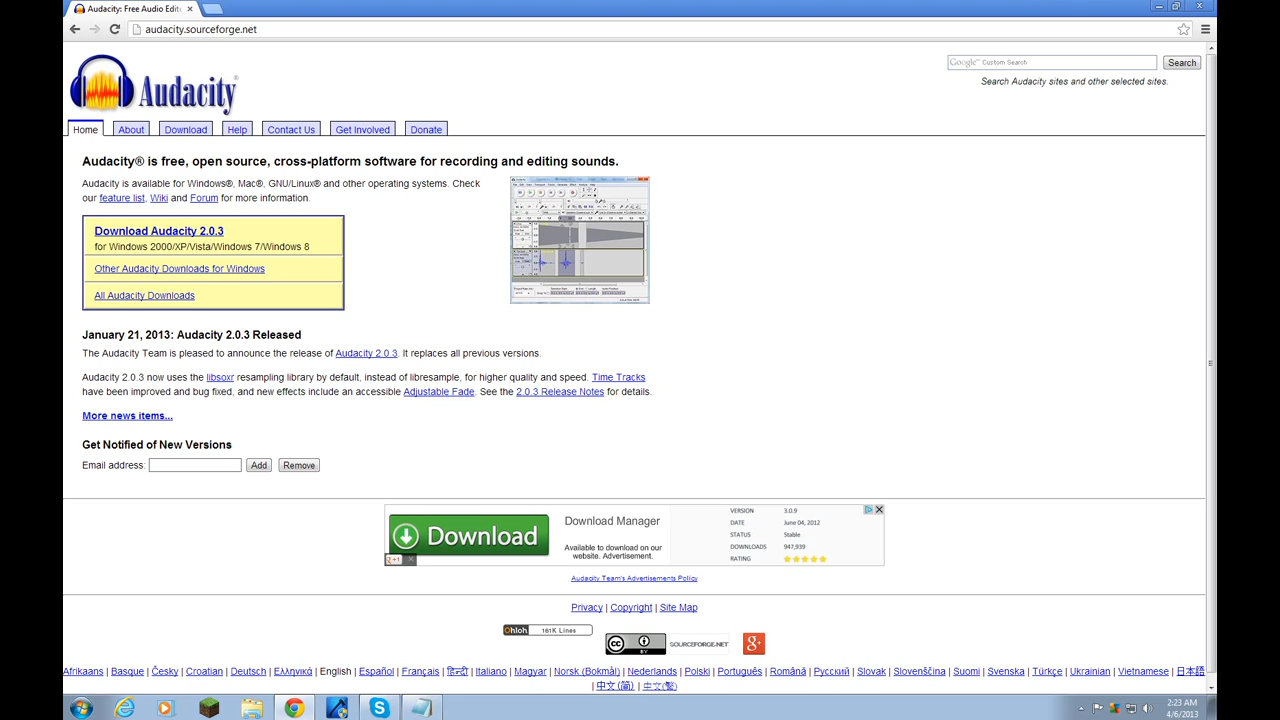 Audacity: Free Audio Edit
audacity.sourceforge.net
Audacity®
Google™ Custom Search
Search
Search Audacity sites and other selected sites.
Home About Download Help Contact Us Get Involved Donate
Audacity® is free, open source, cross-platform software for recording and editing sounds.
Audacity is available for Windows®, Mac®, GNU/Linux® and other operating systems. Check
our feature list, Wiki and Forum for more information.
Download Audacity 2.0.3
for Windows 2000/XP/Vista/Windows 7/Windows 8
Other Audacity Downloads for Windows
All Audacity Downloads
January 21, 2013: Audacity 2.0.3 Released
The Audacity Team is pleased to announce the release of Audacity 2.0.3. It replaces all previous versions.
Audacity 2.0.3 now uses the libsoxr resampling library by default, instead of libresample, for higher quality and speed. Time Tracks
have been improved and bug fixed, and new effects include an accessible Adjustable Fade. See the 2.0.3 Release Notes for details.
More news items...
Get Notified of New Versions
Email address: Add Remove
Download
Download Manager
Available to download on our
website. Advertisement.
VERSION 3.0.9
DATE June 04, 2012
STATUS Stable
DOWNLOADS 947,939
RATING
+1
Audacity Team's Advertisements Policy
Privacy | Copyright | Site Map
Ohloh 161K Lines
CC BY
SOURCEFORGE.NET
g+
Afrikaans | Basque | Česky | Croatian | Deutsch | Ελληνικά | English | Español | Français | हिन्दी | Italiano | Magyar | Norsk (Bokmål) | Nederlands | Polski | Português | Română | Русский | Slovak | Slovenščina | Suomi | Svenska | Türkçe | Ukrainian | Vietnamese | 日本語
| 中文(简) | 中文(繁)
2:23 AM
4/6/2013